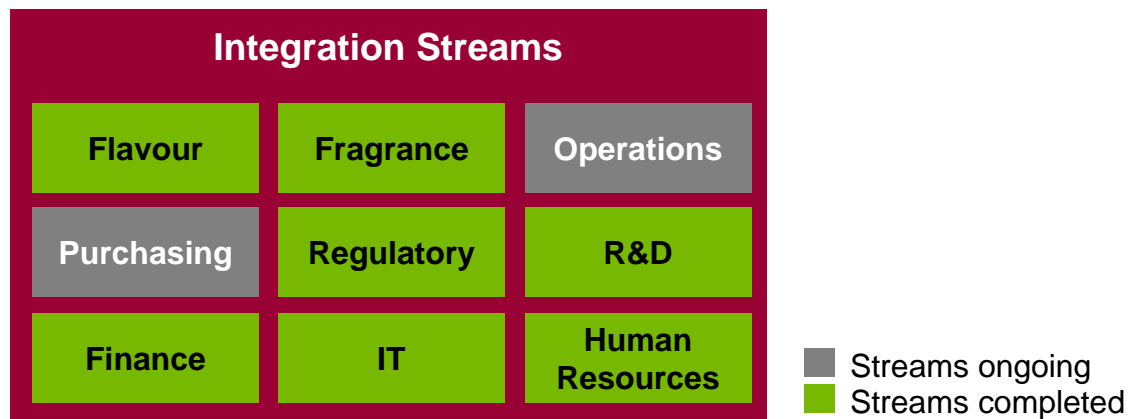 Integration Streams
Flavour
Fragrance
Operations
Purchasing
Regulatory
R&D
Finance
IT
Human
Resources
Streams ongoing
Streams completed